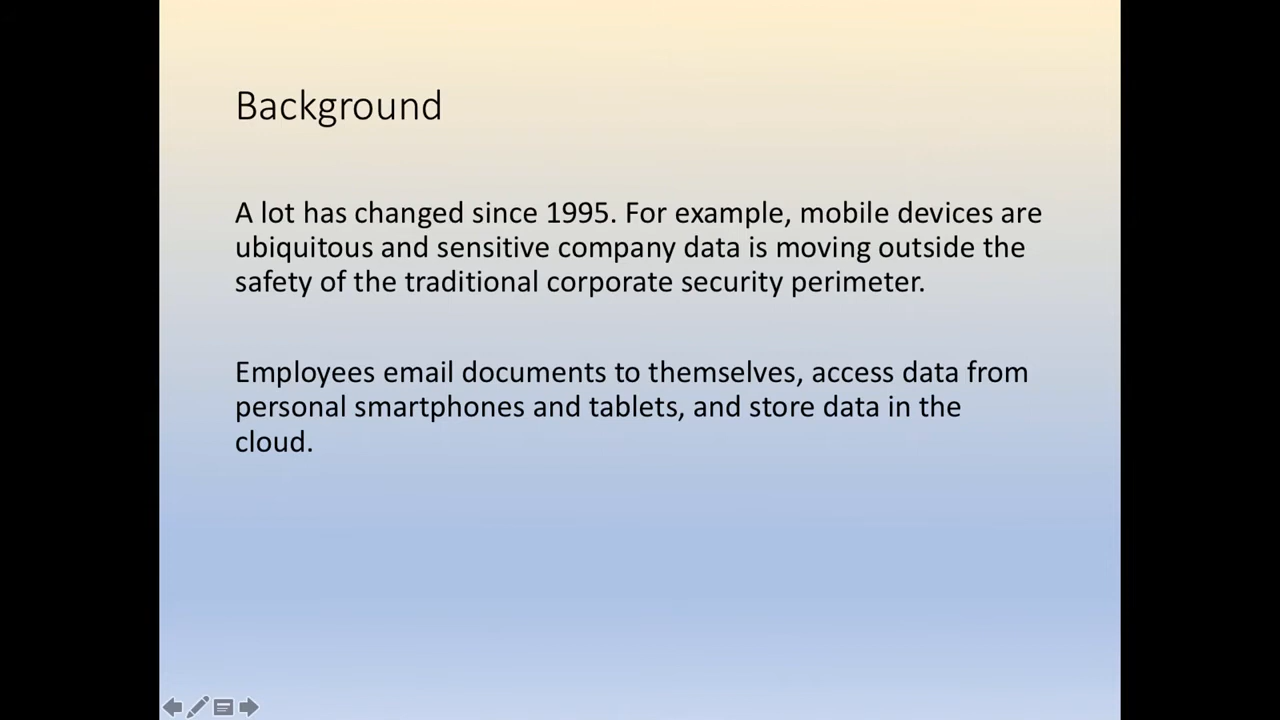 Background
A lot has changed since 1995. For example, mobile devices are
ubiquitous and sensitive company data is moving outside the
safety of the traditional corporate security perimeter.
Employees email documents to themselves, access data from
personal smartphones and tablets, and store data in the
cloud.